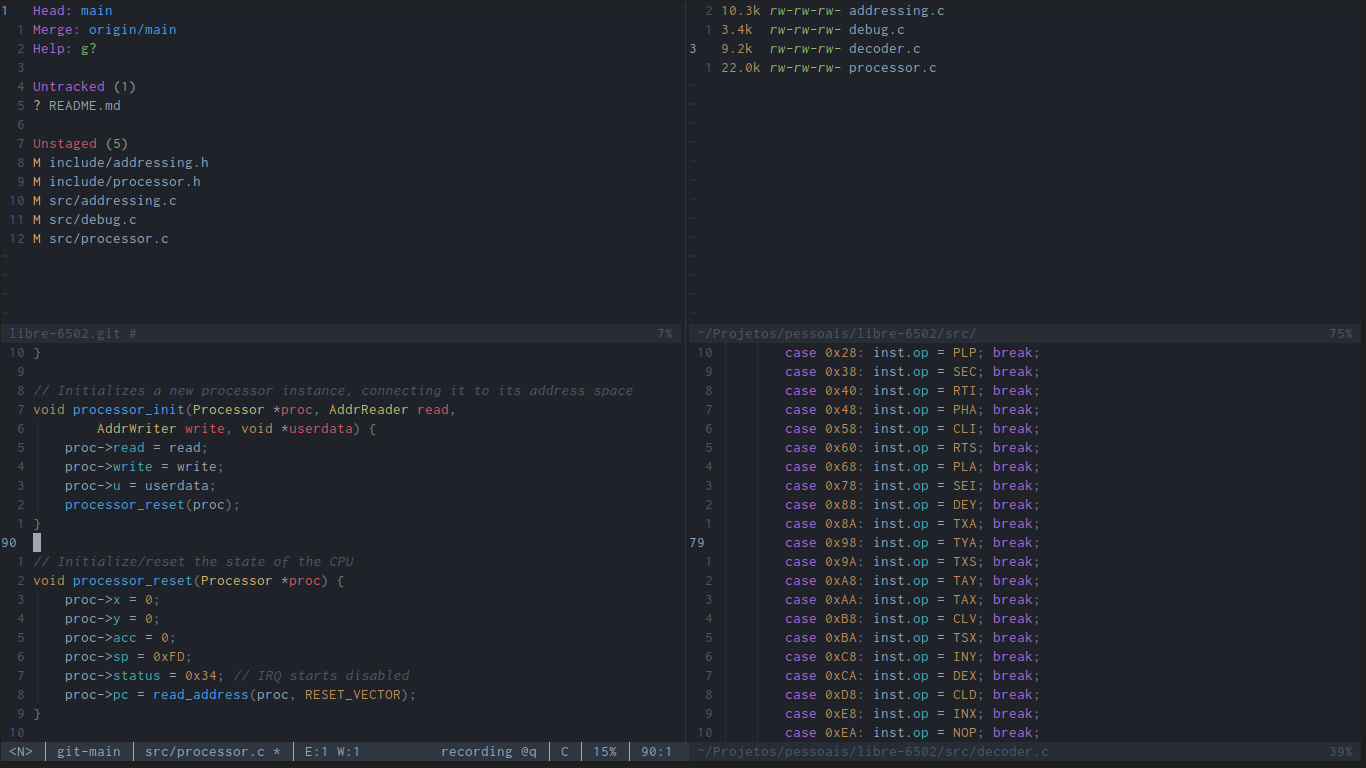 1   Head: main
  1 Merge: origin/main
  2 Help: g?
  3
  4 Untracked (1)
  5 ? README.md
  6
  7 Unstaged (5)
  8 M include/addressing.h
  9 M include/processor.h
 10 M src/addressing.c
 11 M src/debug.c
 12 M src/processor.c
~
~
~
~
libre-6502.git # 7%
  2 10.3k rw-rw-rw- addressing.c
  1 3.4k  rw-rw-rw- debug.c
3   9.2k  rw-rw-rw- decoder.c
  1 22.0k rw-rw-rw- processor.c
~
~
~
~
~
~
~
~
~
~
~
~
~
~/Projetos/pessoais/libre-6502/src/ 75%
 10 }
  9
  8 // Initializes a new processor instance, connecting it to its address space
  7 void processor_init(Processor *proc, AddrReader read,
  6         AddrWriter write, void *userdata) {
  5     proc->read = read;
  4     proc->write = write;
  3     proc->u = userdata;
  2     processor_reset(proc);
  1 }
90
  1 // Initialize/reset the state of the CPU
  2 void processor_reset(Processor *proc) {
  3     proc->x = 0;
  4     proc->y = 0;
  5     proc->acc = 0;
  6     proc->sp = 0xFD;
  7     proc->status = 0x34; // IRQ starts disabled
  8     proc->pc = read_address(proc, RESET_VECTOR);
  9 }
 10
<N> │ git-main │ src/processor.c * │ E:1 W:1 recording @q │ C │ 15% │ 90:1
 10         case 0x28: inst.op = PLP; break;
  9         case 0x38: inst.op = SEC; break;
  8         case 0x40: inst.op = RTI; break;
  7         case 0x48: inst.op = PHA; break;
  6         case 0x58: inst.op = CLI; break;
  5         case 0x60: inst.op = RTS; break;
  4         case 0x68: inst.op = PLA; break;
  3         case 0x78: inst.op = SEI; break;
  2         case 0x88: inst.op = DEY; break;
  1         case 0x8A: inst.op = TXA; break;
79          case 0x98: inst.op = TYA; break;
  1         case 0x9A: inst.op = TXS; break;
  2         case 0xA8: inst.op = TAY; break;
  3         case 0xAA: inst.op = TAX; break;
  4         case 0xB8: inst.op = CLV; break;
  5         case 0xBA: inst.op = TSX; break;
  6         case 0xC8: inst.op = INY; break;
  7         case 0xCA: inst.op = DEX; break;
  8         case 0xD8: inst.op = CLD; break;
  9         case 0xE8: inst.op = INX; break;
 10         case 0xEA: inst.op = NOP; break;
~/Projetos/pessoais/libre-6502/src/decoder.c 39%